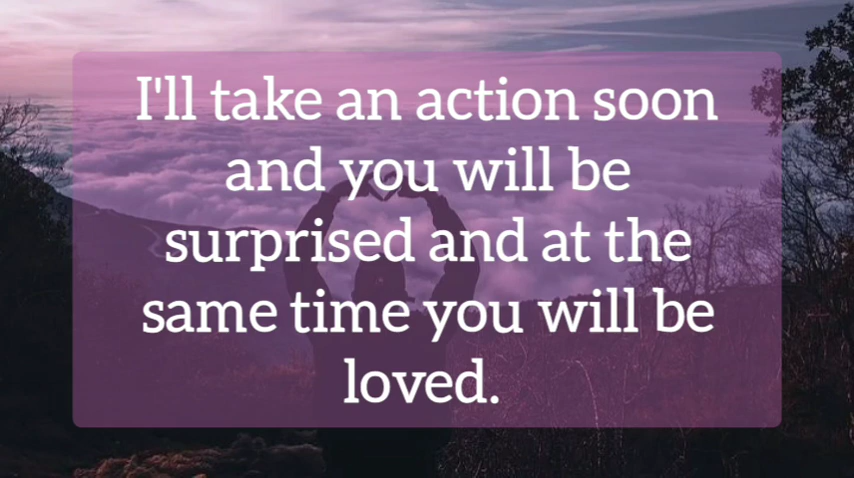 I'll take an action soon
and you will be
surprised and at the
same time you will be
loved.